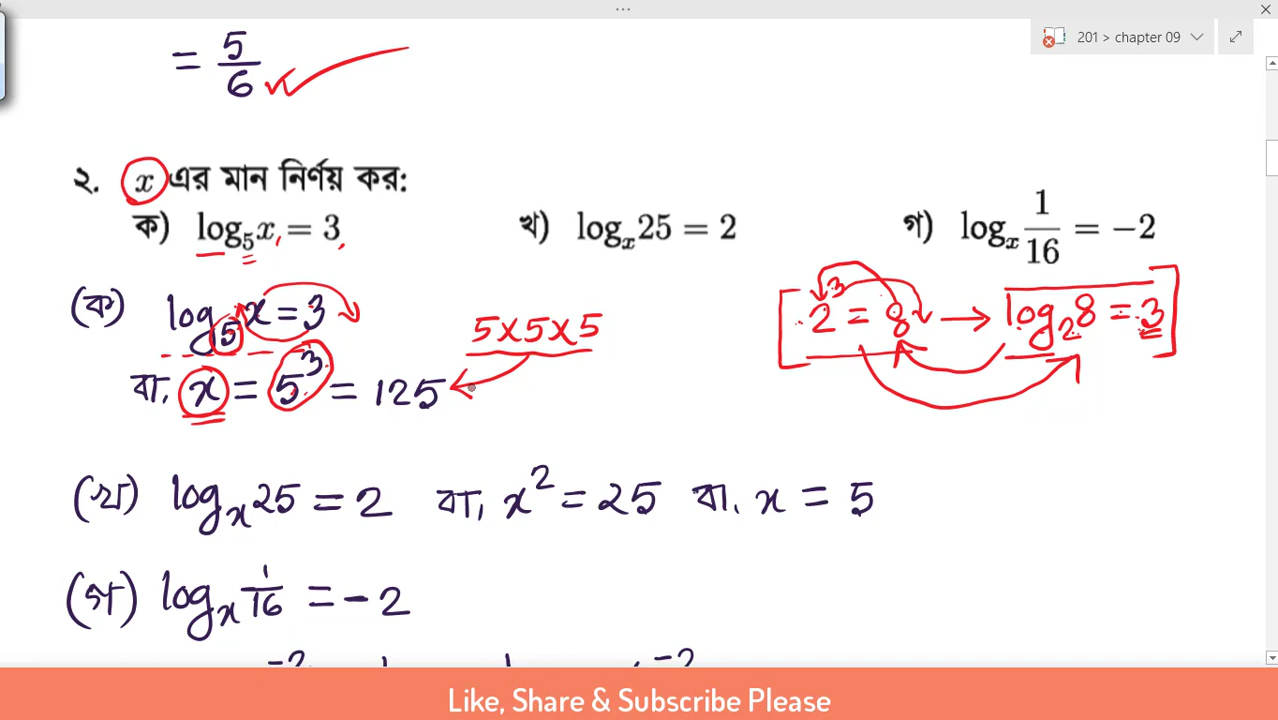 201 > chapter 09
= 5/6
২. x এর মান নির্ণয় কর:
ক) log₅x = 3 খ) logₓ25 = 2 গ) logₓ 1/16 = −2
(ক) log₅x = 3
[2³ = 8 → log₂8 = 3]
5×5×5
বা, x = 5³ = 125
(খ) logₓ25 = 2 বা, x² = 25 বা, x = 5
(গ) logₓ 1/16 = −2
Like, Share & Subscribe Please